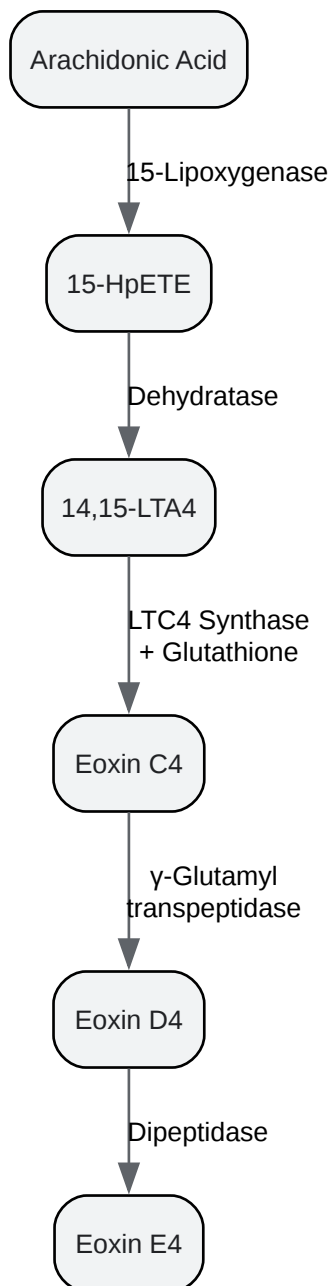 Arachidonic Acid
15-Lipoxygenase
15-HpETE
Dehydratase
14,15-LTA4
LTC4 Synthase
+ Glutathione
Eoxin C4
γ-Glutamyl
transpeptidase
Eoxin D4
Dipeptidase
Eoxin E4